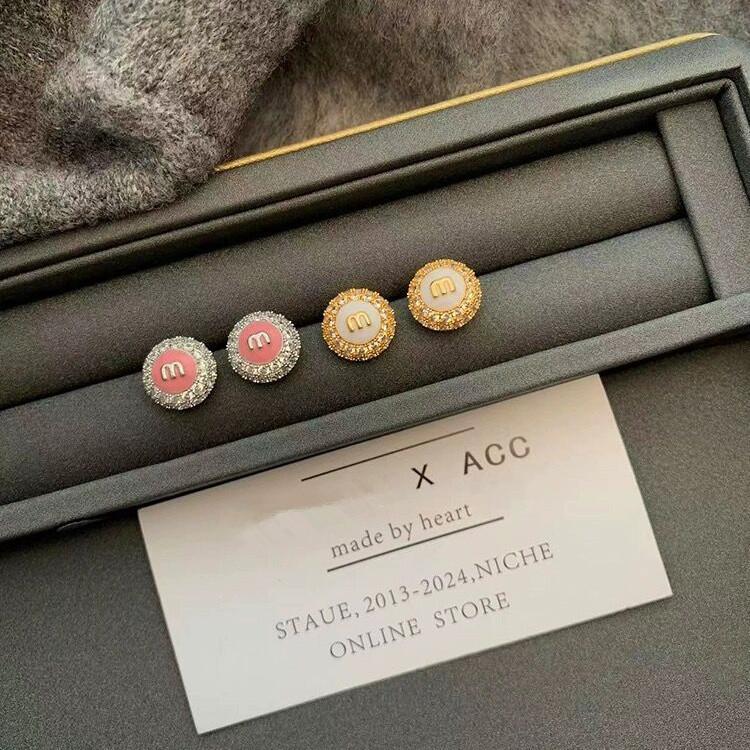 m
m
m
m
X ACC
made by heart
STAUE, 2013-2024,NICHE
ONLINE STORE